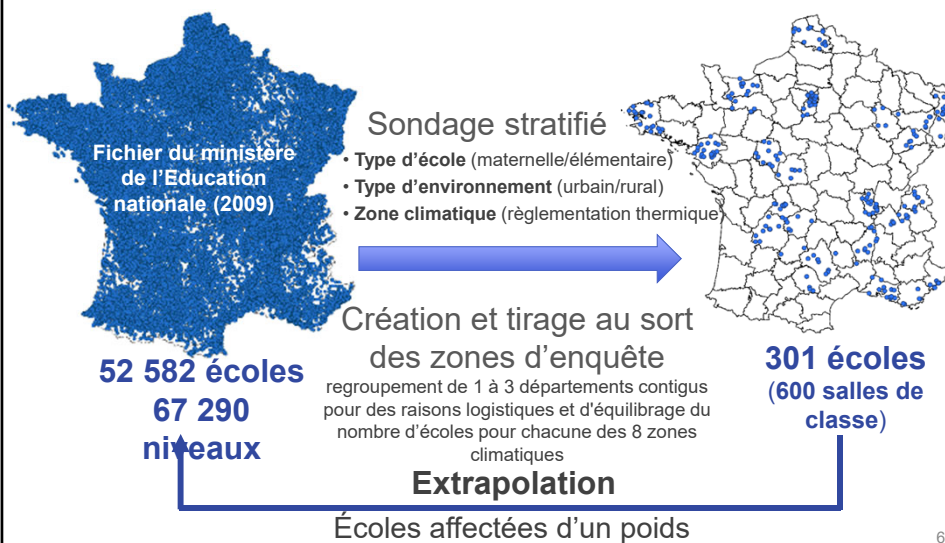 Fichier du ministère
de l'Education
nationale (2009)
52 582 écoles
67 290
niveaux
Sondage stratifié
• Type d'école (maternelle/élémentaire)
• Type d'environnement (urbain/rural)
• Zone climatique (règlementation thermique)
Création et tirage au sort
des zones d'enquête
regroupement de 1 à 3 départements contigus
pour des raisons logistiques et d'équilibrage du
nombre d'écoles pour chacune des 8 zones
climatiques
301 écoles
(600 salles de
classe)
Extrapolation
Écoles affectées d'un poids
6